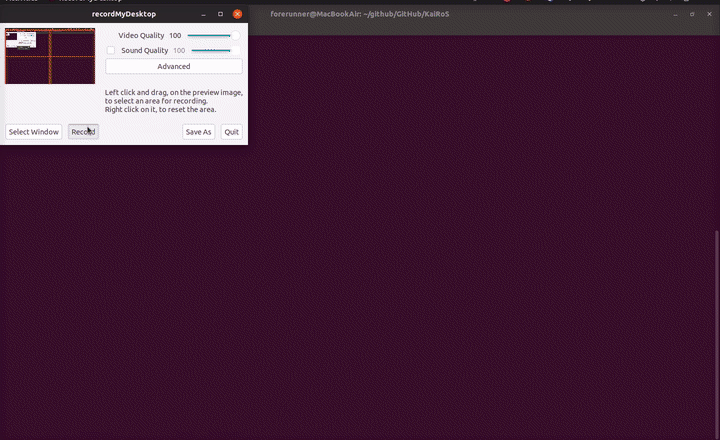 recordMyDesktop
forerunner@MacBookAir: ~/github/GitHub/KaiRoS
Video Quality 100
Sound Quality 100
Advanced
Left click and drag, on the preview image,
to select an area for recording.
Right click on it, to reset the area.
Select Window
Record
Save As
Quit